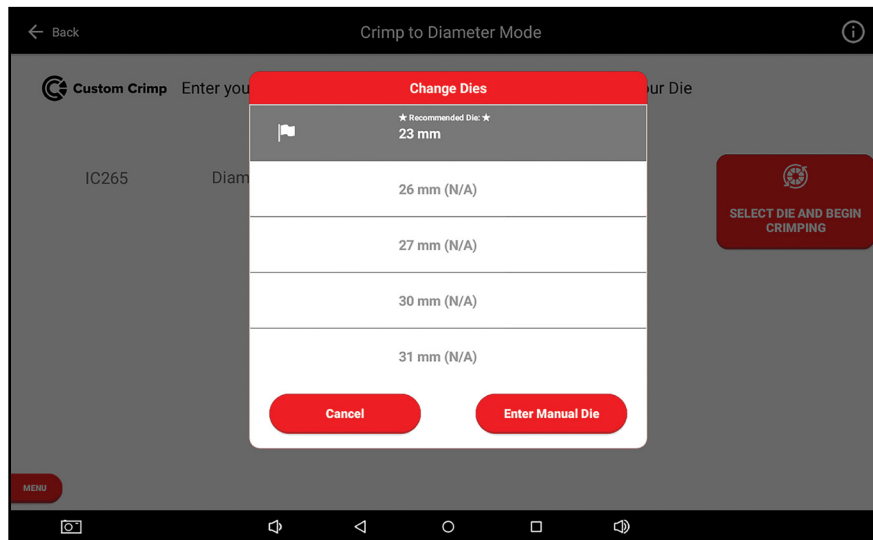 Back
Crimp to Diameter Mode
Custom Crimp Enter you
ur Die
Change Dies
★ Recommended Die: ★
23 mm
26 mm (N/A)
27 mm (N/A)
30 mm (N/A)
31 mm (N/A)
Cancel
Enter Manual Die
IC265
Diam
SELECT DIE AND BEGIN
CRIMPING
MENU